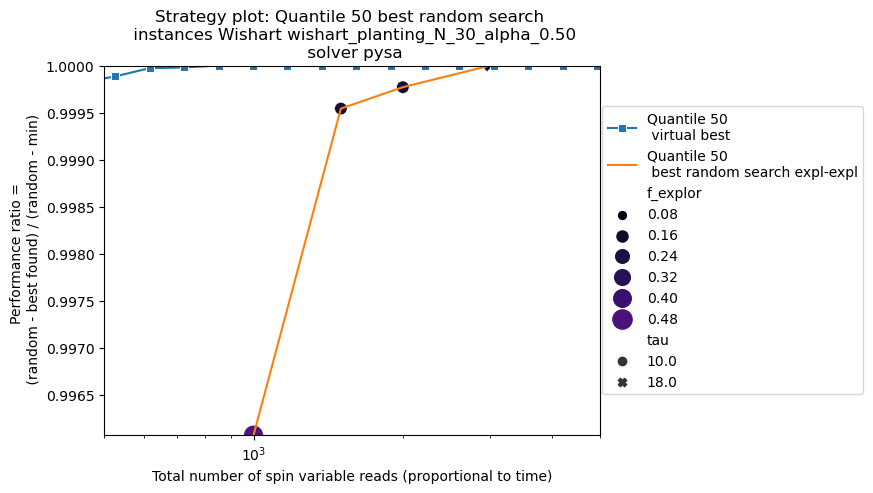 Strategy plot: Quantile 50 best random search
instances Wishart wishart_planting_N_30_alpha_0.50
solver pysa
Performance ratio =
(random - best found) / (random - min)
1.0000
0.9995
0.9990
0.9985
0.9980
0.9975
0.9970
0.9965
10³
Total number of spin variable reads (proportional to time)
Quantile 50
virtual best
Quantile 50
best random search expl-expl
f_explor
0.08
0.16
0.24
0.32
0.40
0.48
tau
10.0
18.0